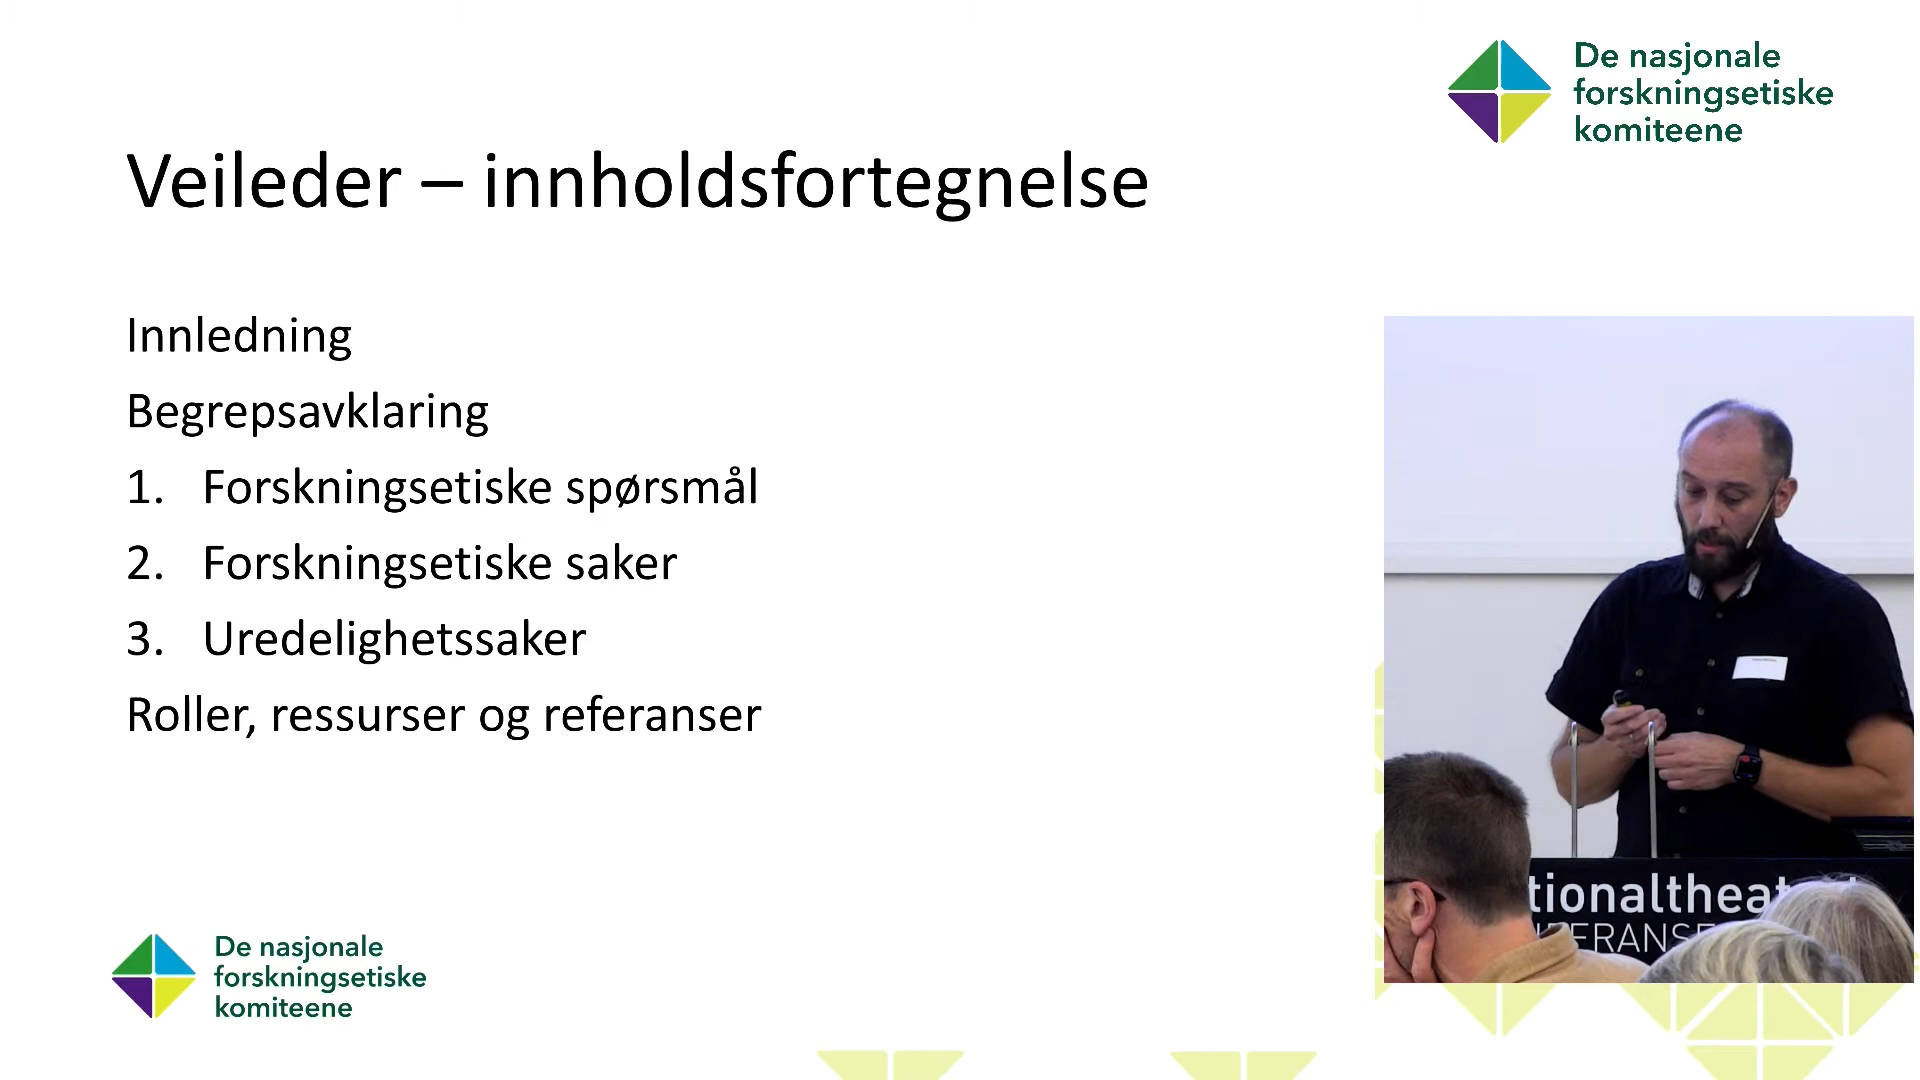 De nasjonale
forskningsetiske
komiteene
Veileder – innholdsfortegnelse
Innledning
Begrepsavklaring
1. Forskningsetiske spørsmål
2. Forskningsetiske saker
3. Uredelighetssaker
Roller, ressurser og referanser
De nasjonale
forskningsetiske
komiteene
tionalthea
FERANSE